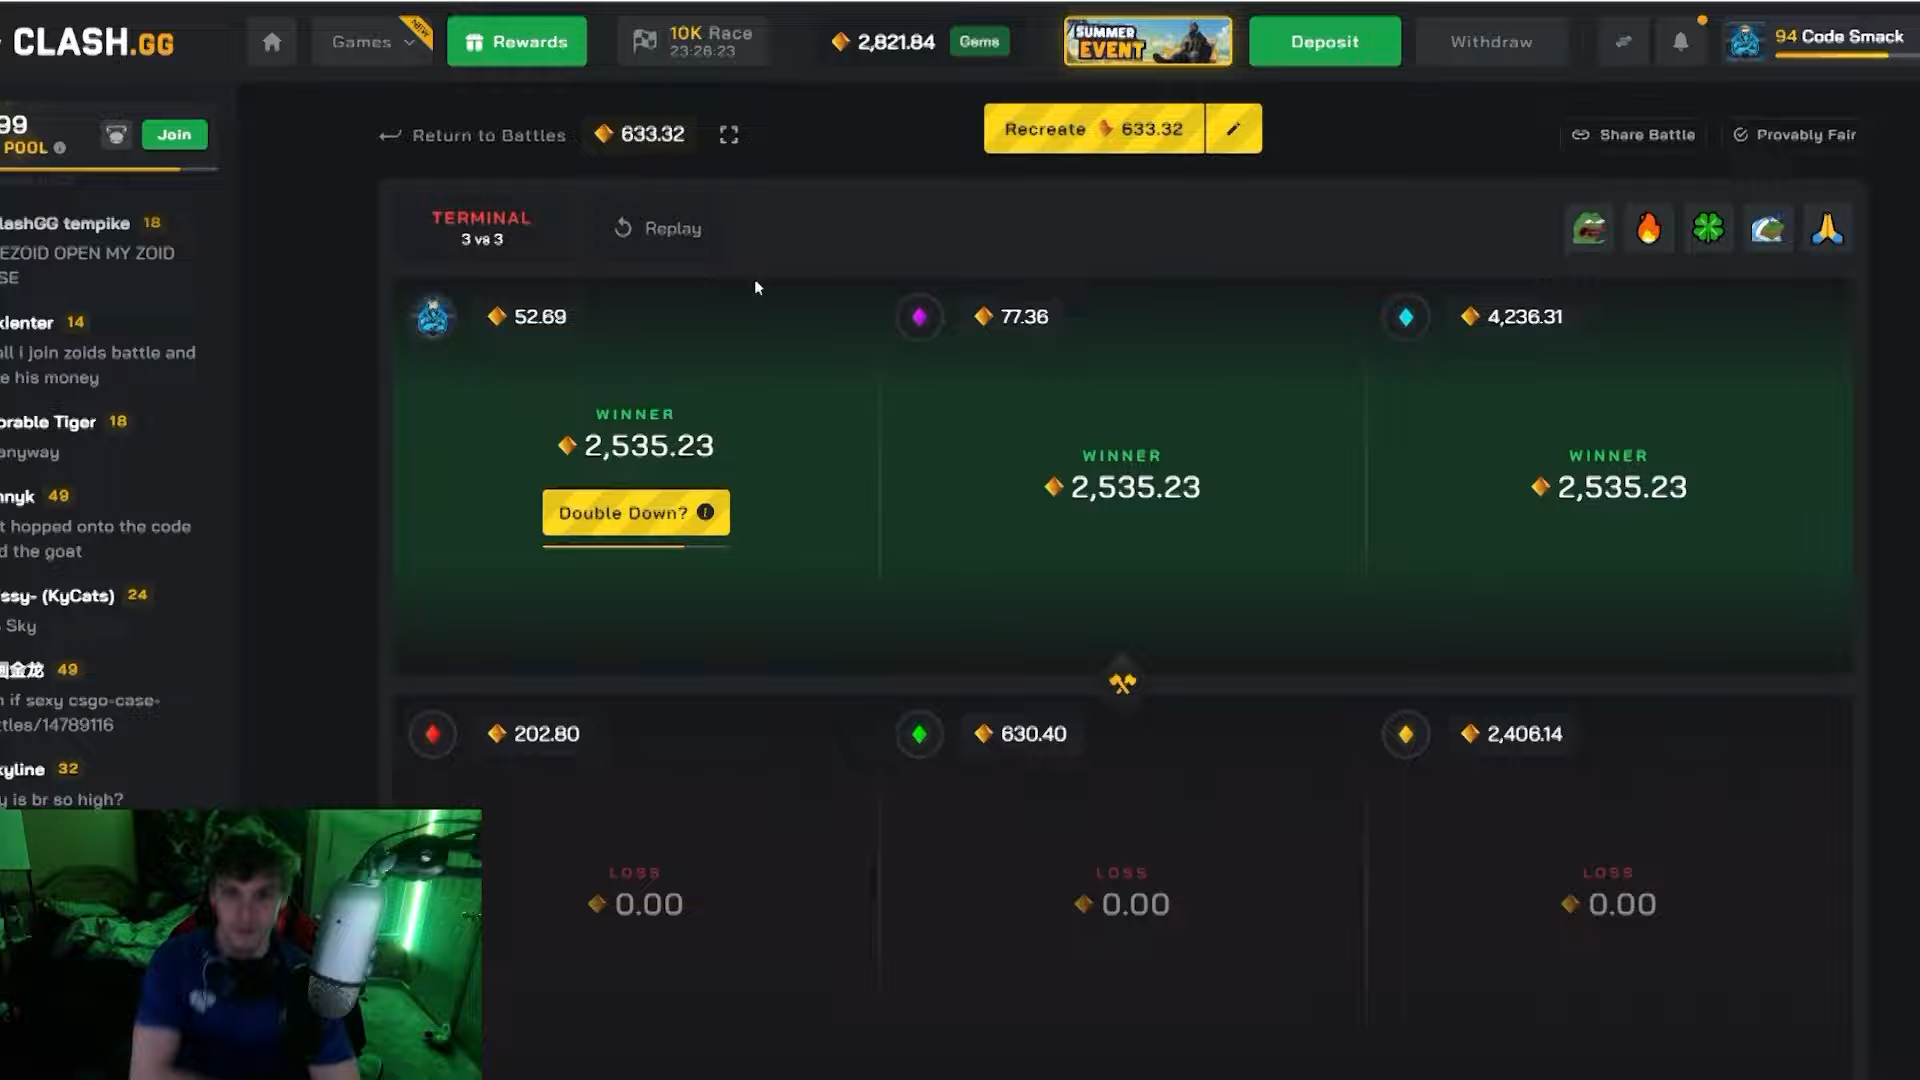 CLASH.GG
Games
NEW
Rewards
10K Race
23:26:23
2,821.84
Gems
SUMMER
EVENT
Deposit
Withdraw
94 Code Smack
99
POOL
Join
Return to Battles
633.32
Recreate 633.32
Share Battle
Provably Fair
TERMINAL
3 vs 3
Replay
lashGG tempike 18
EZOID OPEN MY ZOID
SE
klenter 14
all i join zoids battle and
e his money
orable Tiger 18
anyway
nnyk 49
t hopped onto the code
d the goat
ssy- (KyCats) 24
Sky
金龙 49
n if sexy csgo-case-
ttles/14789116
kyline 32
y is br so high?
52.69
77.36
4,236.31
WINNER
2,535.23
Double Down?
WINNER
2,535.23
WINNER
2,535.23
202.80
630.40
2,406.14
LOSS
0.00
LOSS
0.00
LOSS
0.00